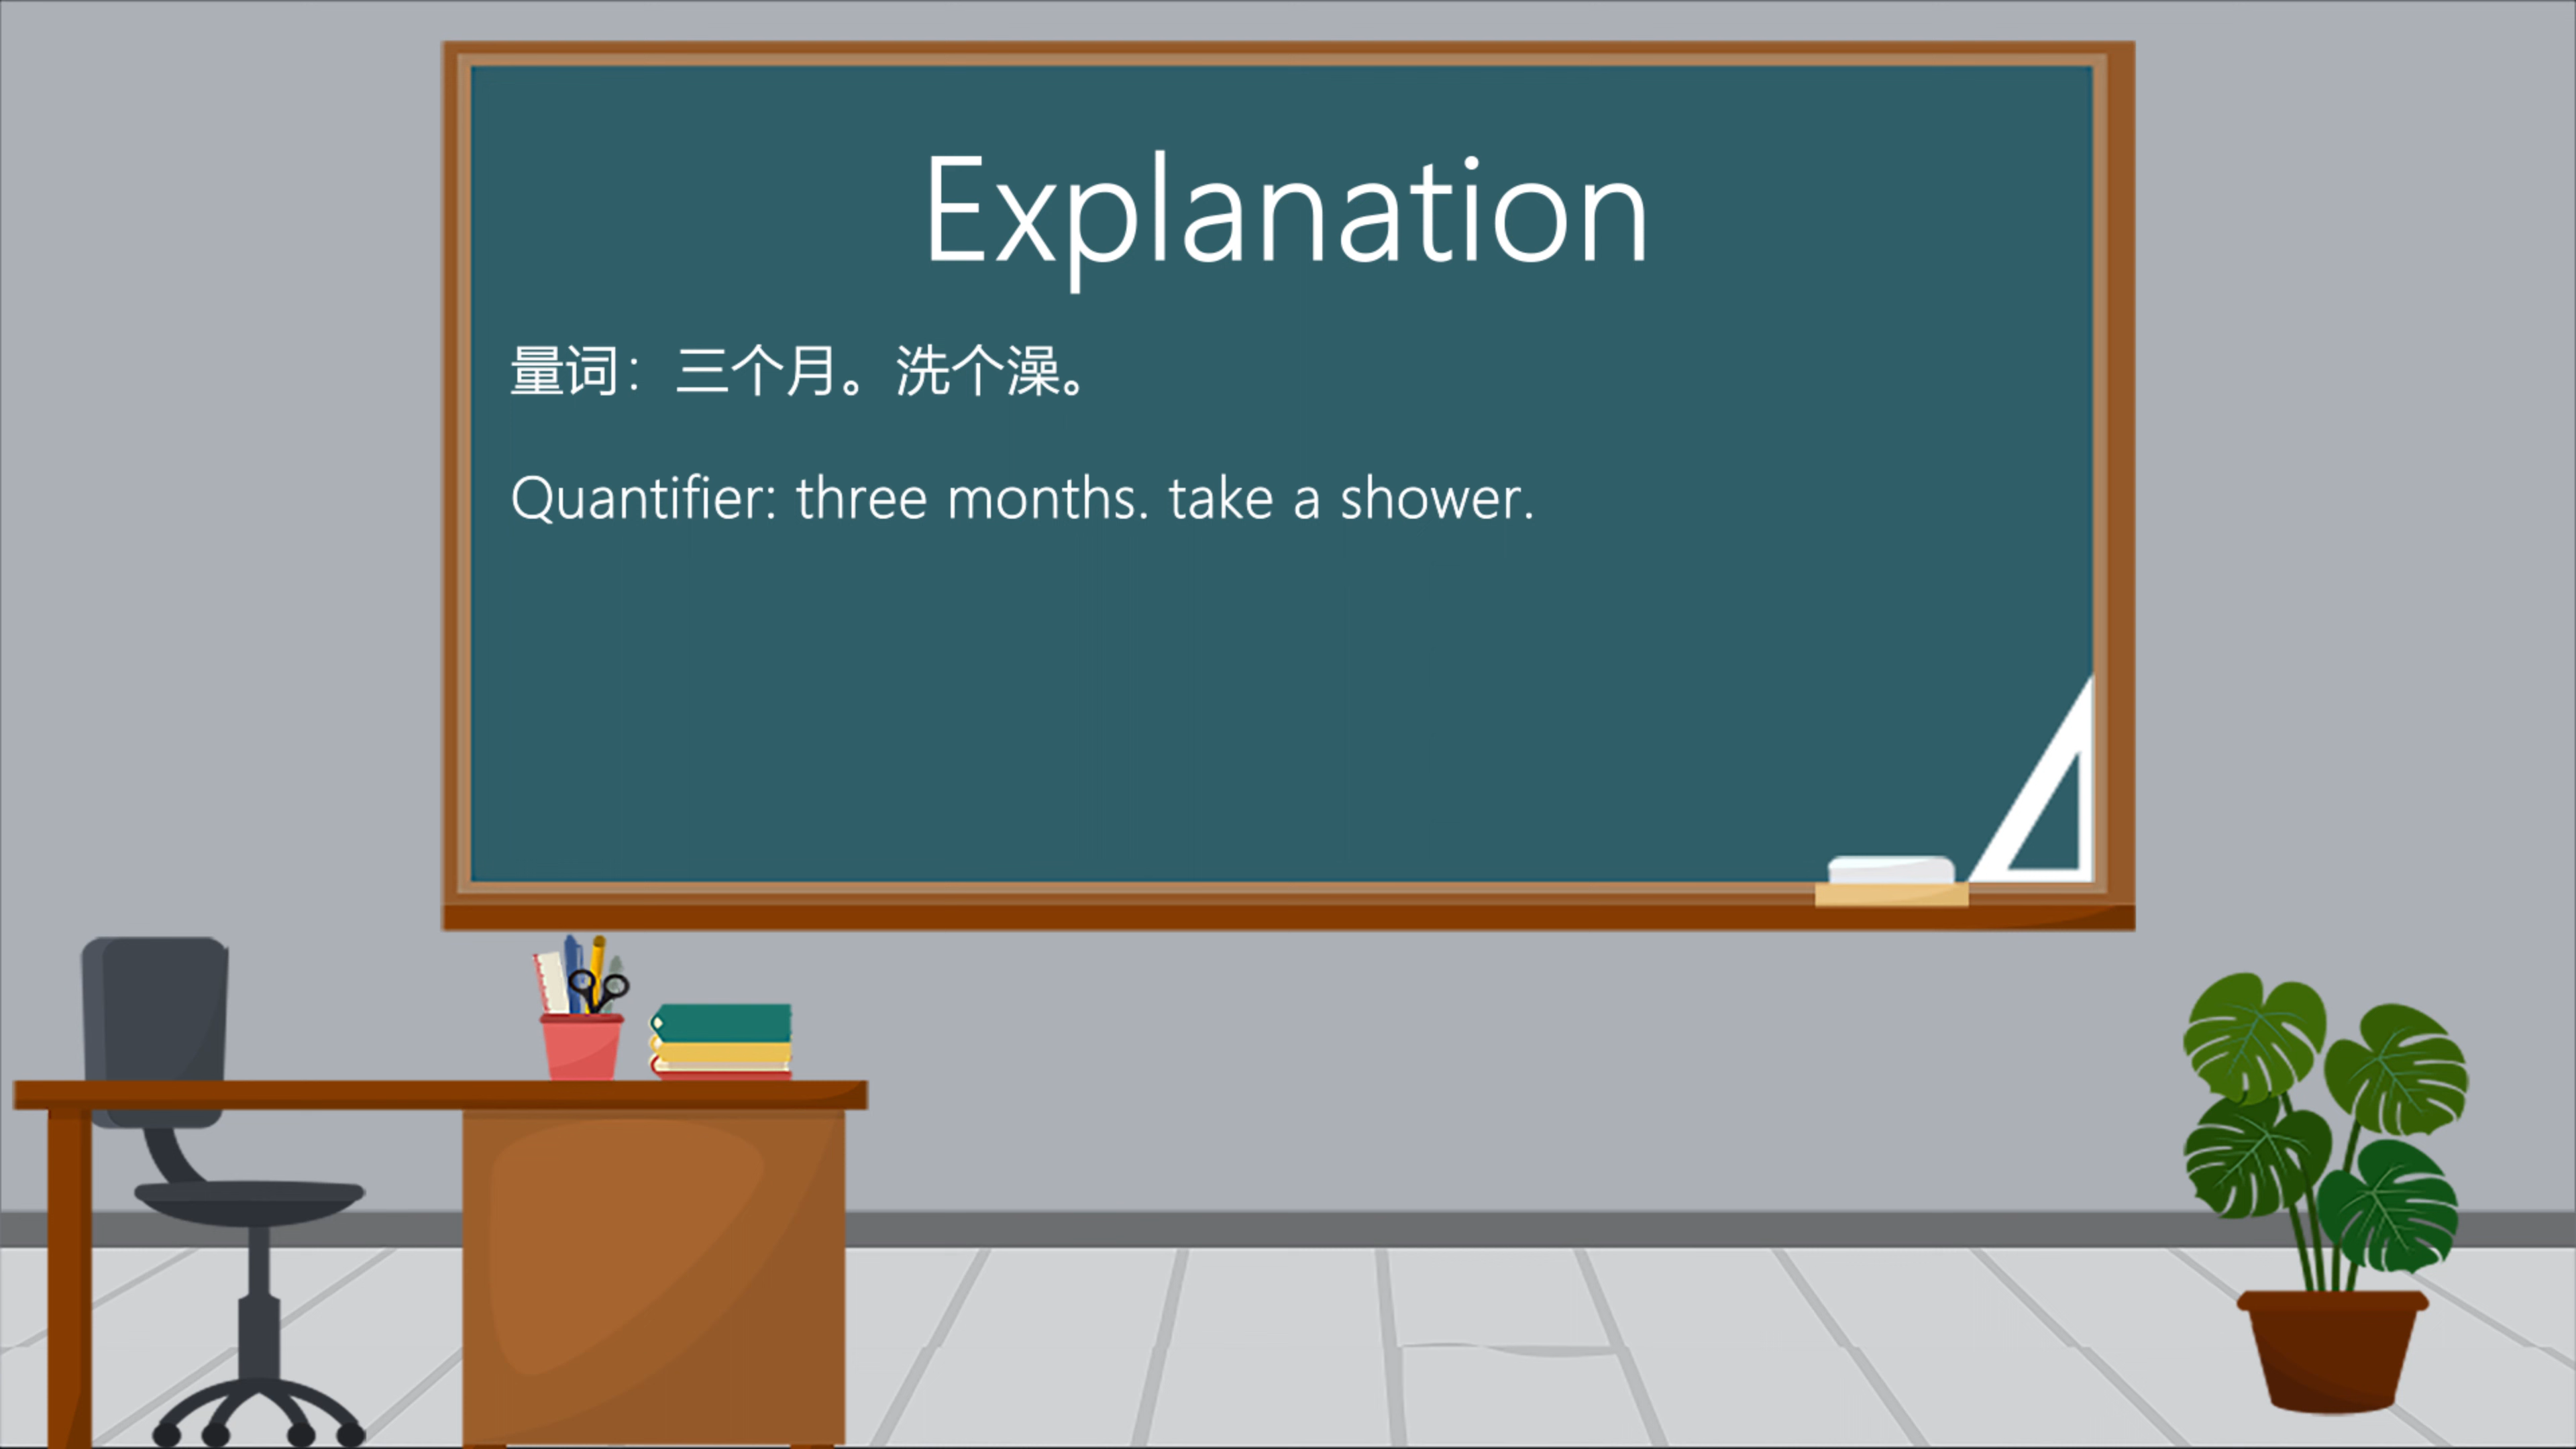 Explanation
量词：三个月。洗个澡。
Quantifier: three months. take a shower.